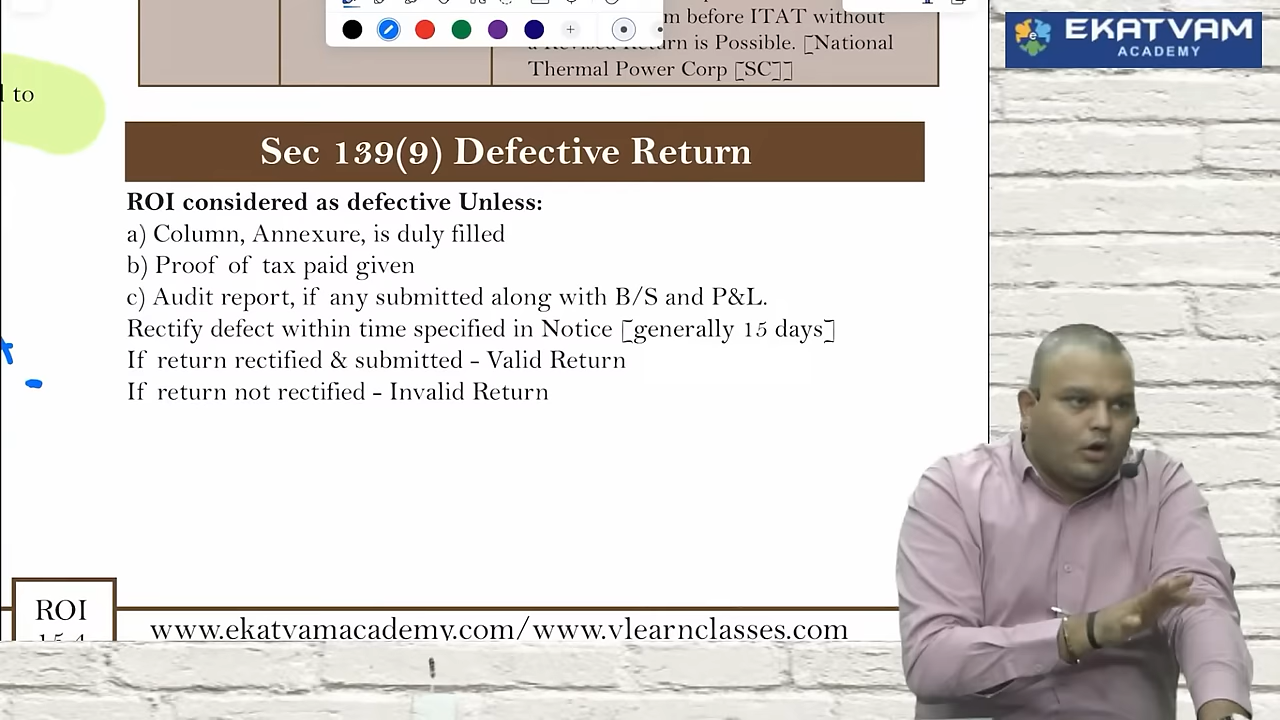 m before ITAT without
a Revised Return is Possible. [National
Thermal Power Corp [SC]]
EKATVAM
ACADEMY
l to
Sec 139(9) Defective Return
ROI considered as defective Unless:
a) Column, Annexure, is duly filled
b) Proof of tax paid given
c) Audit report, if any submitted along with B/S and P&L.
Rectify defect within time specified in Notice [generally 15 days]
If return rectified & submitted - Valid Return
If return not rectified - Invalid Return
ROI
15.4
www.ekatvamacademy.com/www.vlearnclasses.com